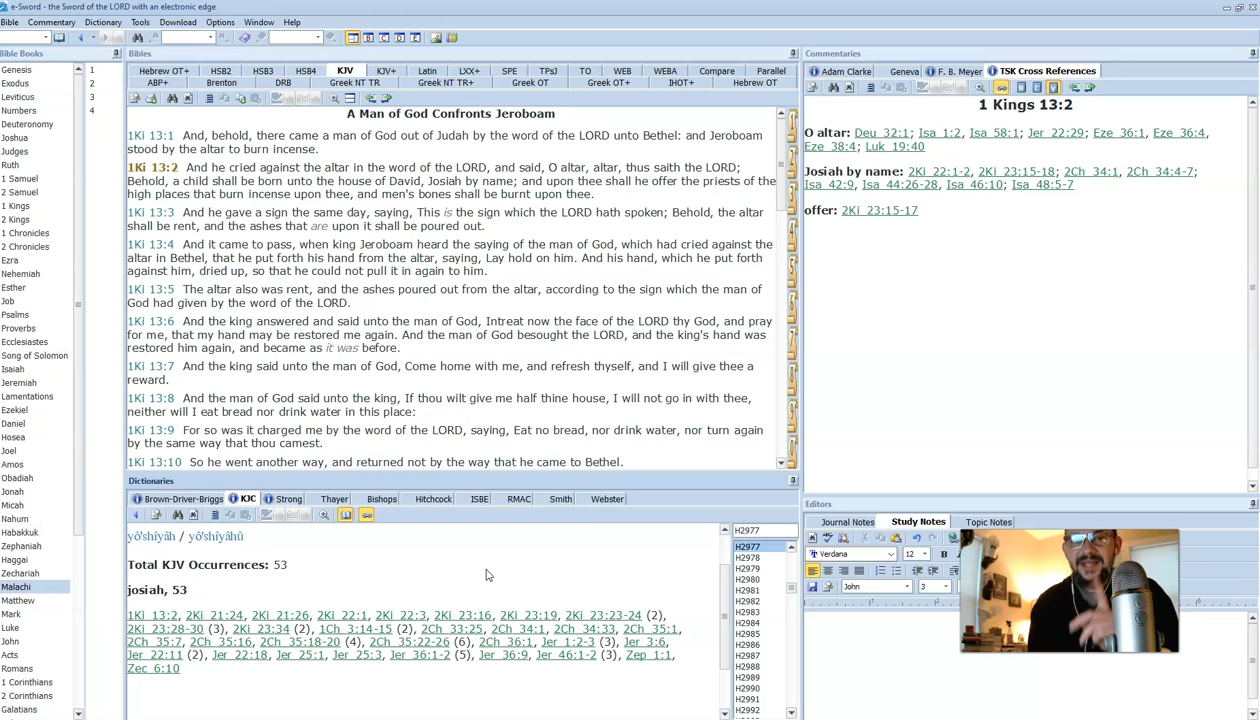 e-Sword - the Sword of the LORD with an electronic edge
Bible Commentary Dictionary Tools Download Options Window Help
B C D E
Bible Books
Genesis
Exodus
Leviticus
Numbers
Deuteronomy
Joshua
Judges
Ruth
1 Samuel
2 Samuel
1 Kings
2 Kings
1 Chronicles
2 Chronicles
Ezra
Nehemiah
Esther
Job
Psalms
Proverbs
Ecclesiastes
Song of Solomon
Isaiah
Jeremiah
Lamentations
Ezekiel
Daniel
Hosea
Joel
Amos
Obadiah
Jonah
Micah
Nahum
Habakkuk
Zephaniah
Haggai
Zechariah
Malachi
Matthew
Mark
Luke
John
Acts
Romans
1 Corinthians
2 Corinthians
Galatians
1
2
3
4
Bibles
Hebrew OT+ HSB2 HSB3 HSB4 KJV KJV+ Latin LXX+ SPE TPsJ TO WEB WEBA Compare Parallel
ABP+ Brenton DRB Greek NT TR Greek NT TR+ Greek OT Greek OT+ IHOT+ Hebrew OT
A Man of God Confronts Jeroboam
1Ki 13:1 And, behold, there came a man of God out of Judah by the word of the LORD unto Bethel: and Jeroboam
stood by the altar to burn incense.
1Ki 13:2 And he cried against the altar in the word of the LORD, and said, O altar, altar, thus saith the LORD;
Behold, a child shall be born unto the house of David, Josiah by name; and upon thee shall he offer the priests of the
high places that burn incense upon thee, and men's bones shall be burnt upon thee.
1Ki 13:3 And he gave a sign the same day, saying, This is the sign which the LORD hath spoken; Behold, the altar
shall be rent, and the ashes that are upon it shall be poured out.
1Ki 13:4 And it came to pass, when king Jeroboam heard the saying of the man of God, which had cried against the
altar in Bethel, that he put forth his hand from the altar, saying, Lay hold on him. And his hand, which he put forth
against him, dried up, so that he could not pull it in again to him.
1Ki 13:5 The altar also was rent, and the ashes poured out from the altar, according to the sign which the man of
God had given by the word of the LORD.
1Ki 13:6 And the king answered and said unto the man of God, Intreat now the face of the LORD thy God, and pray
for me, that my hand may be restored me again. And the man of God besought the LORD, and the king's hand was
restored him again, and became as it was before.
1Ki 13:7 And the king said unto the man of God, Come home with me, and refresh thyself, and I will give thee a
reward.
1Ki 13:8 And the man of God said unto the king, If thou wilt give me half thine house, I will not go in with thee,
neither will I eat bread nor drink water in this place:
1Ki 13:9 For so was it charged me by the word of the LORD, saying, Eat no bread, nor drink water, nor turn again
by the same way that thou camest.
1Ki 13:10 So he went another way, and returned not by the way that he came to Bethel.
Dictionaries
Brown-Driver-Briggs KJC Strong Thayer Bishops Hitchcock ISBE RMAC Smith Webster
yô'shîyâh / yô'shîyâhû
Total KJV Occurrences: 53
josiah, 53
1Ki 13:2, 2Ki 21:24, 2Ki 21:26, 2Ki 22:1, 2Ki 22:3, 2Ki 23:16, 2Ki 23:19, 2Ki 23:23-24 (2),
2Ki 23:28-30 (3), 2Ki 23:34 (2), 1Ch 3:14-15 (2), 2Ch 33:25, 2Ch 34:1, 2Ch 34:33, 2Ch 35:1,
2Ch 35:7, 2Ch 35:16, 2Ch 35:18-20 (4), 2Ch 35:22-26 (6), 2Ch 36:1, Jer 1:2-3 (3), Jer 3:6,
Jer 22:11 (2), Jer 22:18, Jer 25:1, Jer 25:3, Jer 36:1-2 (5), Jer 36:9, Jer 46:1-2 (3), Zep 1:1,
Zec 6:10
H2977
H2977
H2978
H2979
H2980
H2981
H2982
H2983
H2984
H2985
H2986
H2987
H2988
H2989
H2990
H2991
H2992
Commentaries
Adam Clarke Geneva F. B. Meyer TSK Cross References
1 Kings 13:2
O altar: Deu 32:1; Isa 1:2, Isa 58:1; Jer 22:29; Eze 36:1, Eze 36:4,
Eze 38:4; Luk 19:40
Josiah by name: 2Ki 22:1-2, 2Ki 23:15-18; 2Ch 34:1, 2Ch 34:4-7;
Isa 42:9, Isa 44:26-28, Isa 46:10; Isa 48:5-7
offer: 2Ki 23:15-17
Editors
Journal Notes Study Notes Topic Notes
Verdana 12 B
John 3